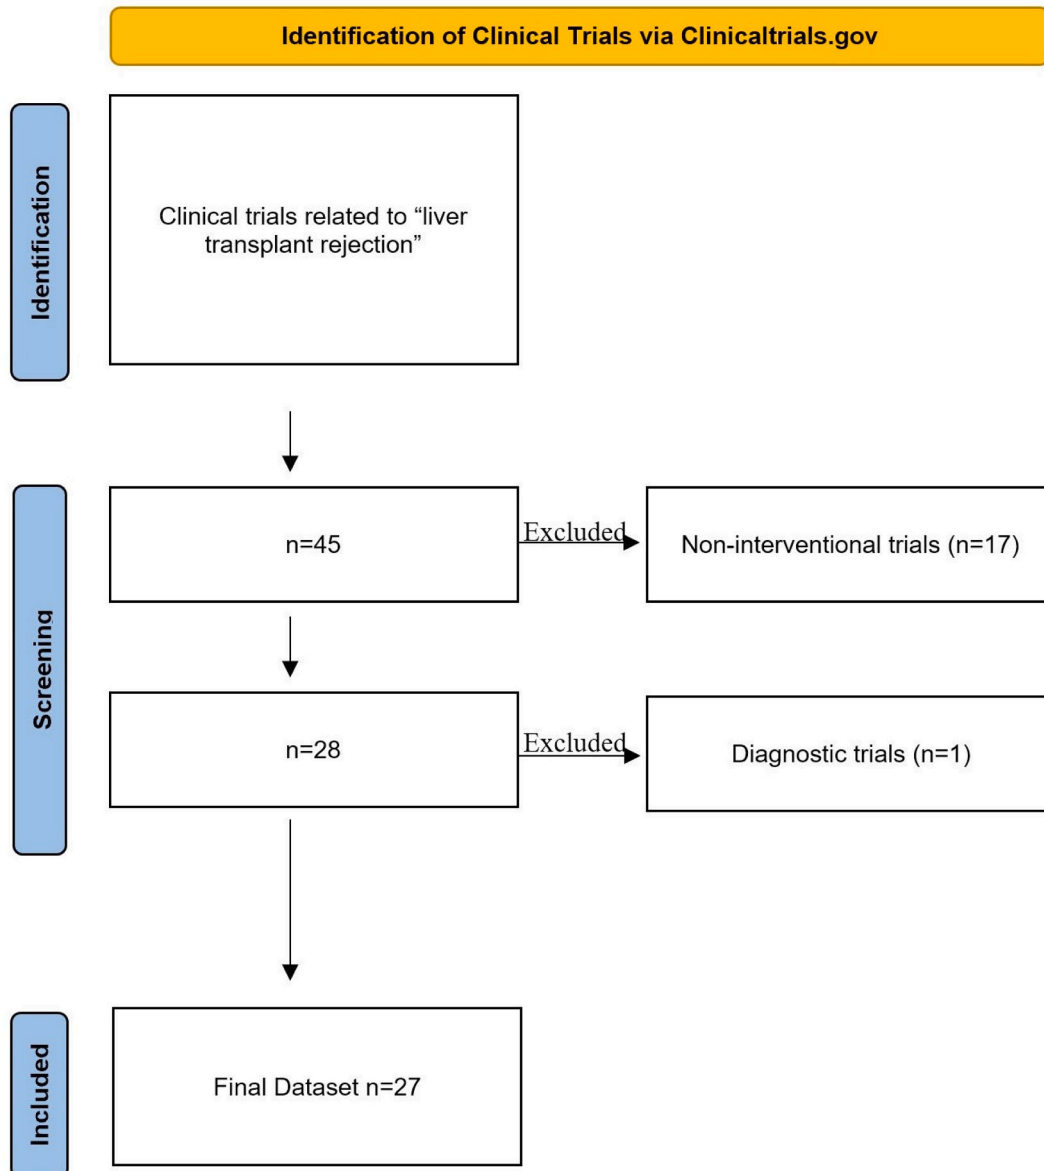 Identification of Clinical Trials via Clinicaltrials.gov
Identification
Clinical trials related to “liver
transplant rejection”
Screening
n=45
Excluded
Non-interventional trials (n=17)
n=28
Excluded
Diagnostic trials (n=1)
Included
Final Dataset n=27